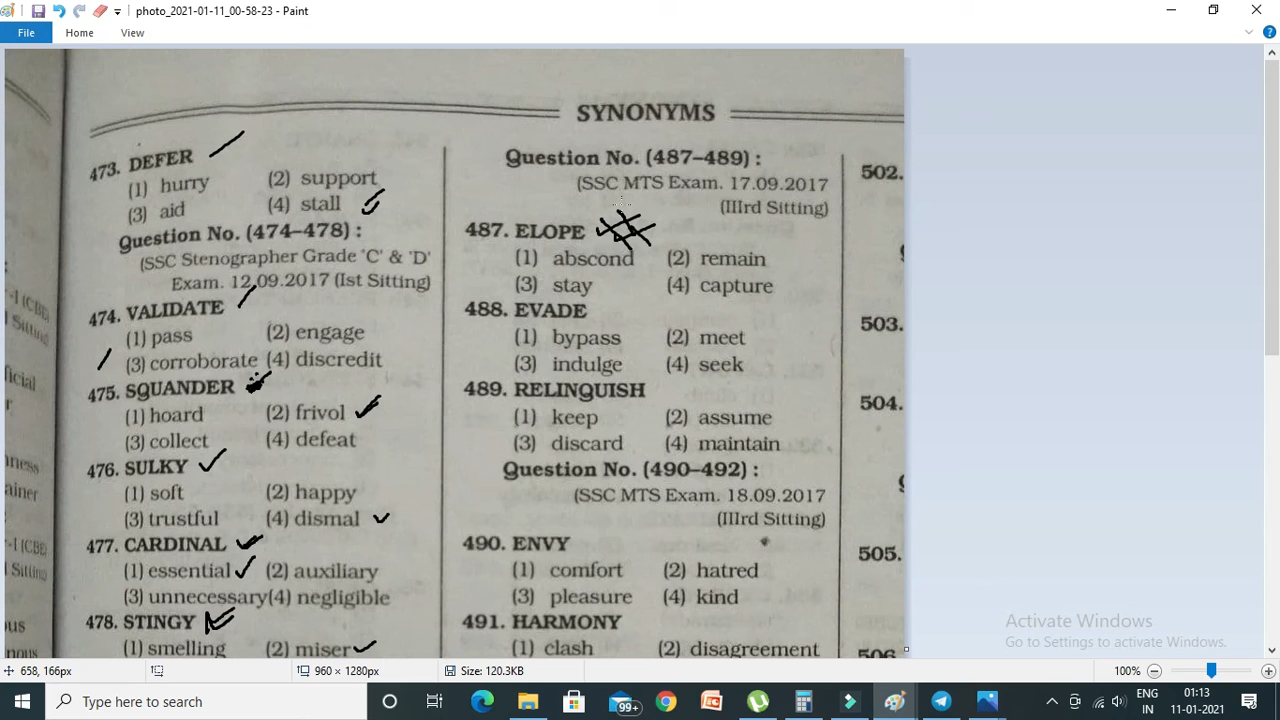 photo_2021-01-11_00-58-23 - Paint
File
Home
View
SYNONYMS
473. DEFER
(1) hurry (2) support
(3) aid (4) stall
Question No. (474–478) :
(SSC Stenographer Grade 'C' & 'D'
Exam. 12.09.2017 (Ist Sitting)
474. VALIDATE
(1) pass (2) engage
(3) corroborate (4) discredit
475. SQUANDER
(1) hoard (2) frivol
(3) collect (4) defeat
476. SULKY
(1) soft (2) happy
(3) trustful (4) dismal
477. CARDINAL
(1) essential (2) auxiliary
(3) unnecessary (4) negligible
478. STINGY
(1) smelling (2) miser
Question No. (487–489) :
(SSC MTS Exam. 17.09.2017
(IIIrd Sitting)
487. ELOPE
(1) abscond (2) remain
(3) stay (4) capture
488. EVADE
(1) bypass (2) meet
(3) indulge (4) seek
489. RELINQUISH
(1) keep (2) assume
(3) discard (4) maintain
Question No. (490–492) :
(SSC MTS Exam. 18.09.2017
(IIIrd Sitting)
490. ENVY
(1) comfort (2) hatred
(3) pleasure (4) kind
491. HARMONY
(1) clash (2) disagreement
502.
503.
504.
505.
506.
Activate Windows
Go to Settings to activate Windows.
658, 166px
960 × 1280px
Size: 120.3KB
100%
Type here to search
99+
ENG
IN
01:13
11-01-2021